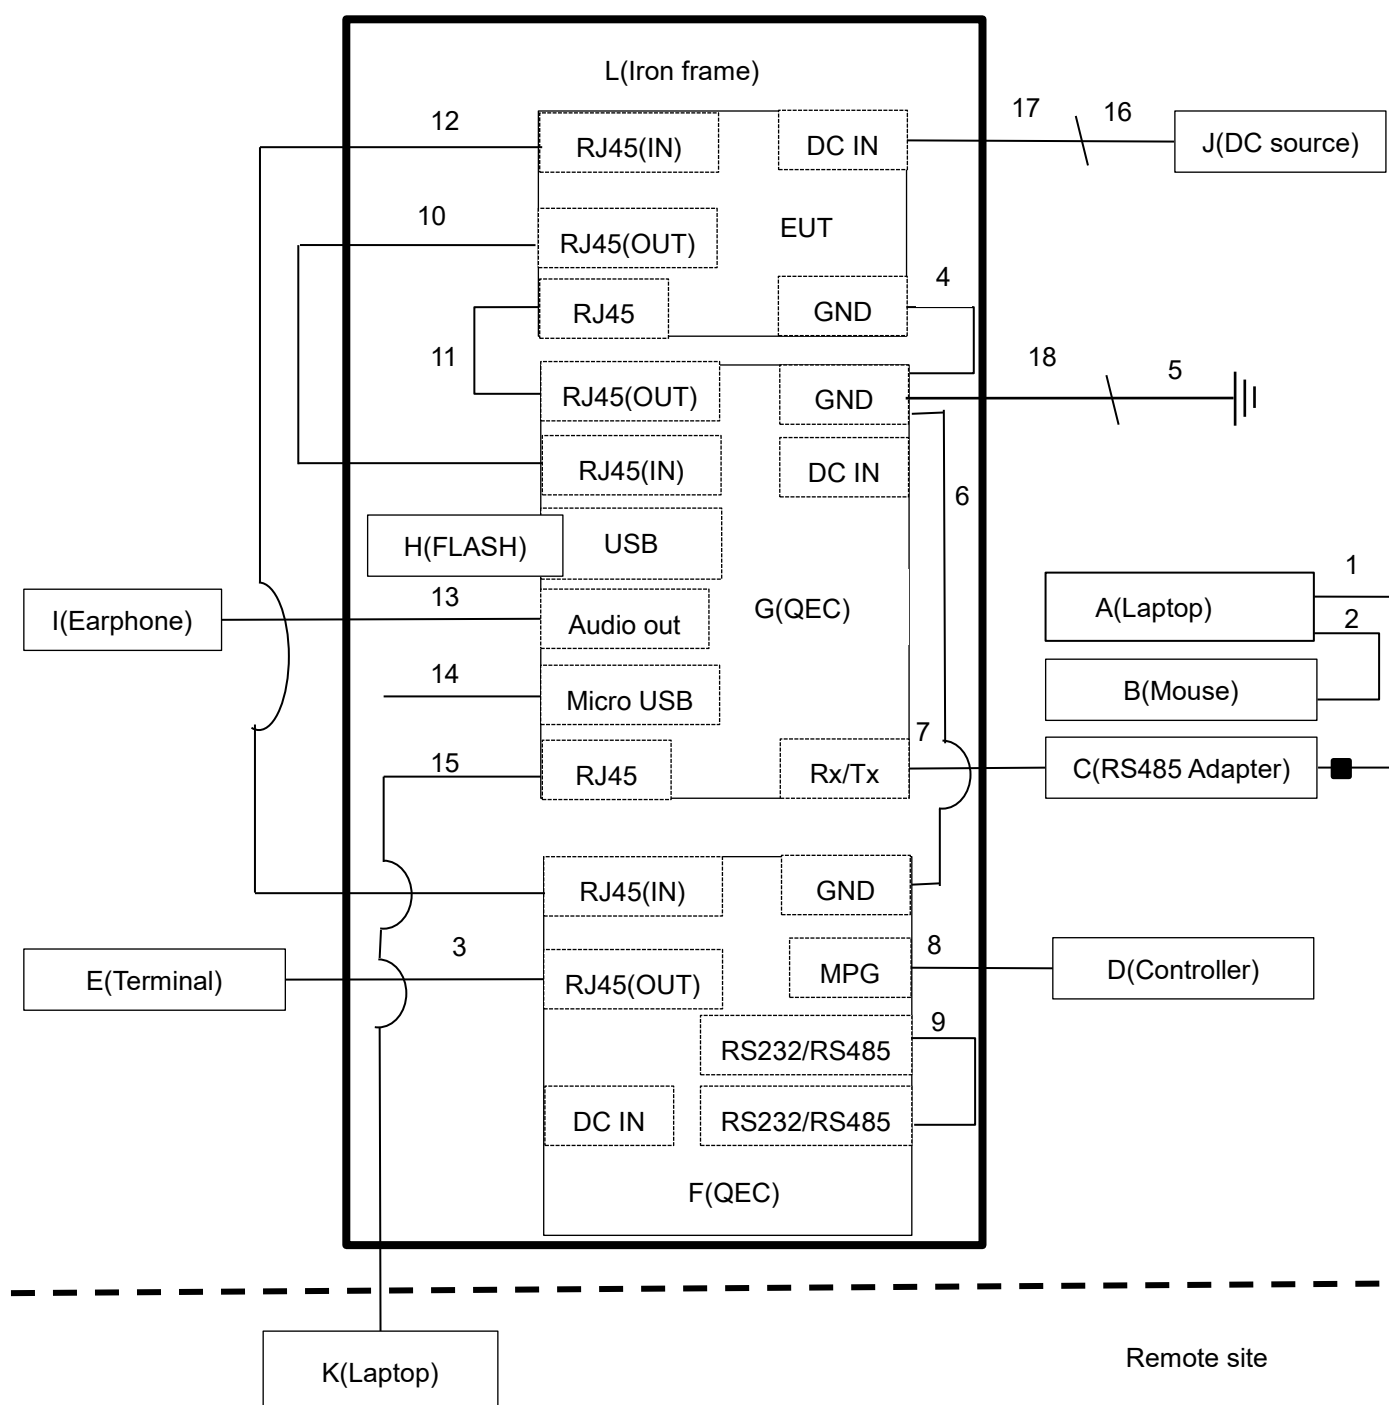 L(Iron frame)
12
RJ45(IN)
DC IN
17
16
J(DC source)
10
RJ45(OUT)
EUT
RJ45
GND
4
11
RJ45(OUT)
GND
18
5
RJ45(IN)
DC IN
6
H(FLASH)
USB
I(Earphone)
13
Audio out
G(QEC)
A(Laptop)
1
2
14
Micro USB
B(Mouse)
15
RJ45
Rx/Tx
7
C(RS485 Adapter)
RJ45(IN)
GND
E(Terminal)
3
RJ45(OUT)
MPG
8
D(Controller)
RS232/RS485
9
DC IN
RS232/RS485
F(QEC)
K(Laptop)
Remote site